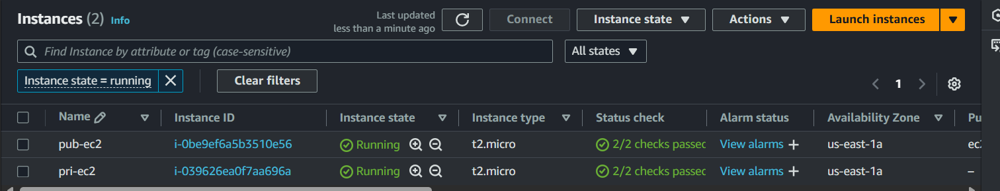 Instances (2) Info
Last updated
less than a minute ago
Connect
Instance state
Actions
Launch instances
Find Instance by attribute or tag (case-sensitive)
All states
Instance state = running
Clear filters
1
Name Instance ID Instance state Instance type Status check Alarm status Availability Zone Pu
pub-ec2 i-0be9ef6a5b3510e56 Running t2.micro 2/2 checks passec View alarms + us-east-1a ec2
pri-ec2 i-039626ea0f7aa696a Running t2.micro 2/2 checks passec View alarms + us-east-1a –